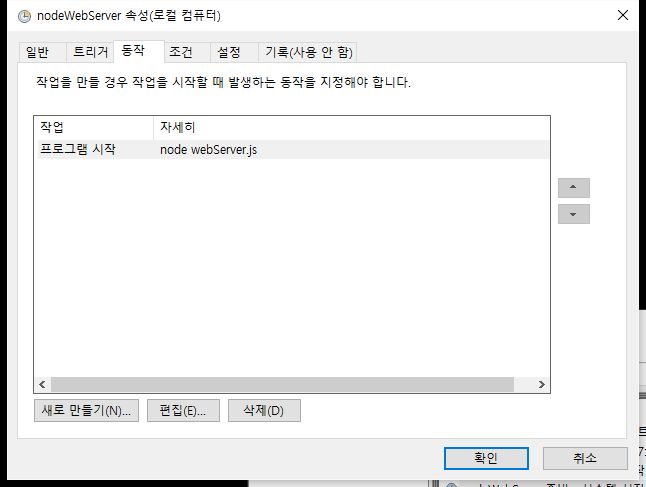 nodeWebServer 속성(로컬 컴퓨터)
일반 트리거 동작 조건 설정 기록(사용 안 함)
작업을 만들 경우 작업을 시작할 때 발생하는 동작을 지정해야 합니다.
작업 자세히
프로그램 시작 node webServer.js
새로 만들기(N)... 편집(E)... 삭제(D)
확인 취소